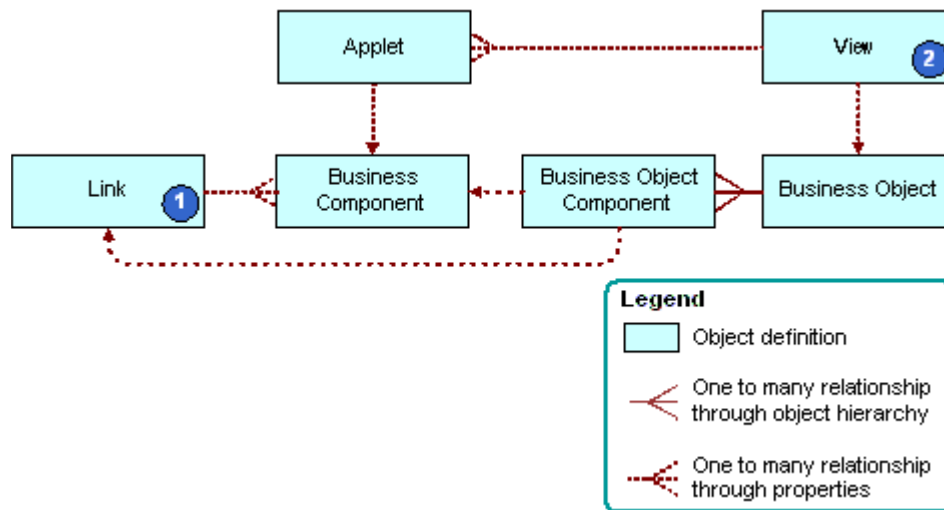 Applet
View
2
Link
1
Business
Component
Business Object
Component
Business Object
Legend
Object definition
One to many relationship
through object hierarchy
One to many relationship
through properties